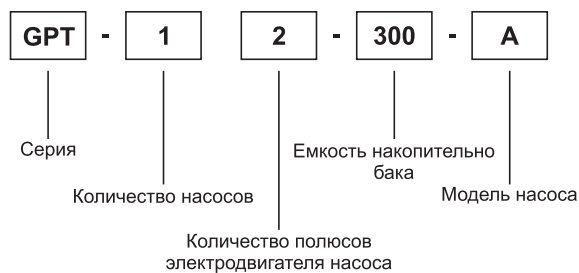 GPT - 1 2 - 300 - A
Серия
Емкость накопительно
бака
Количество насосов
Модель насоса
Количество полюсов
электродвигателя насоса